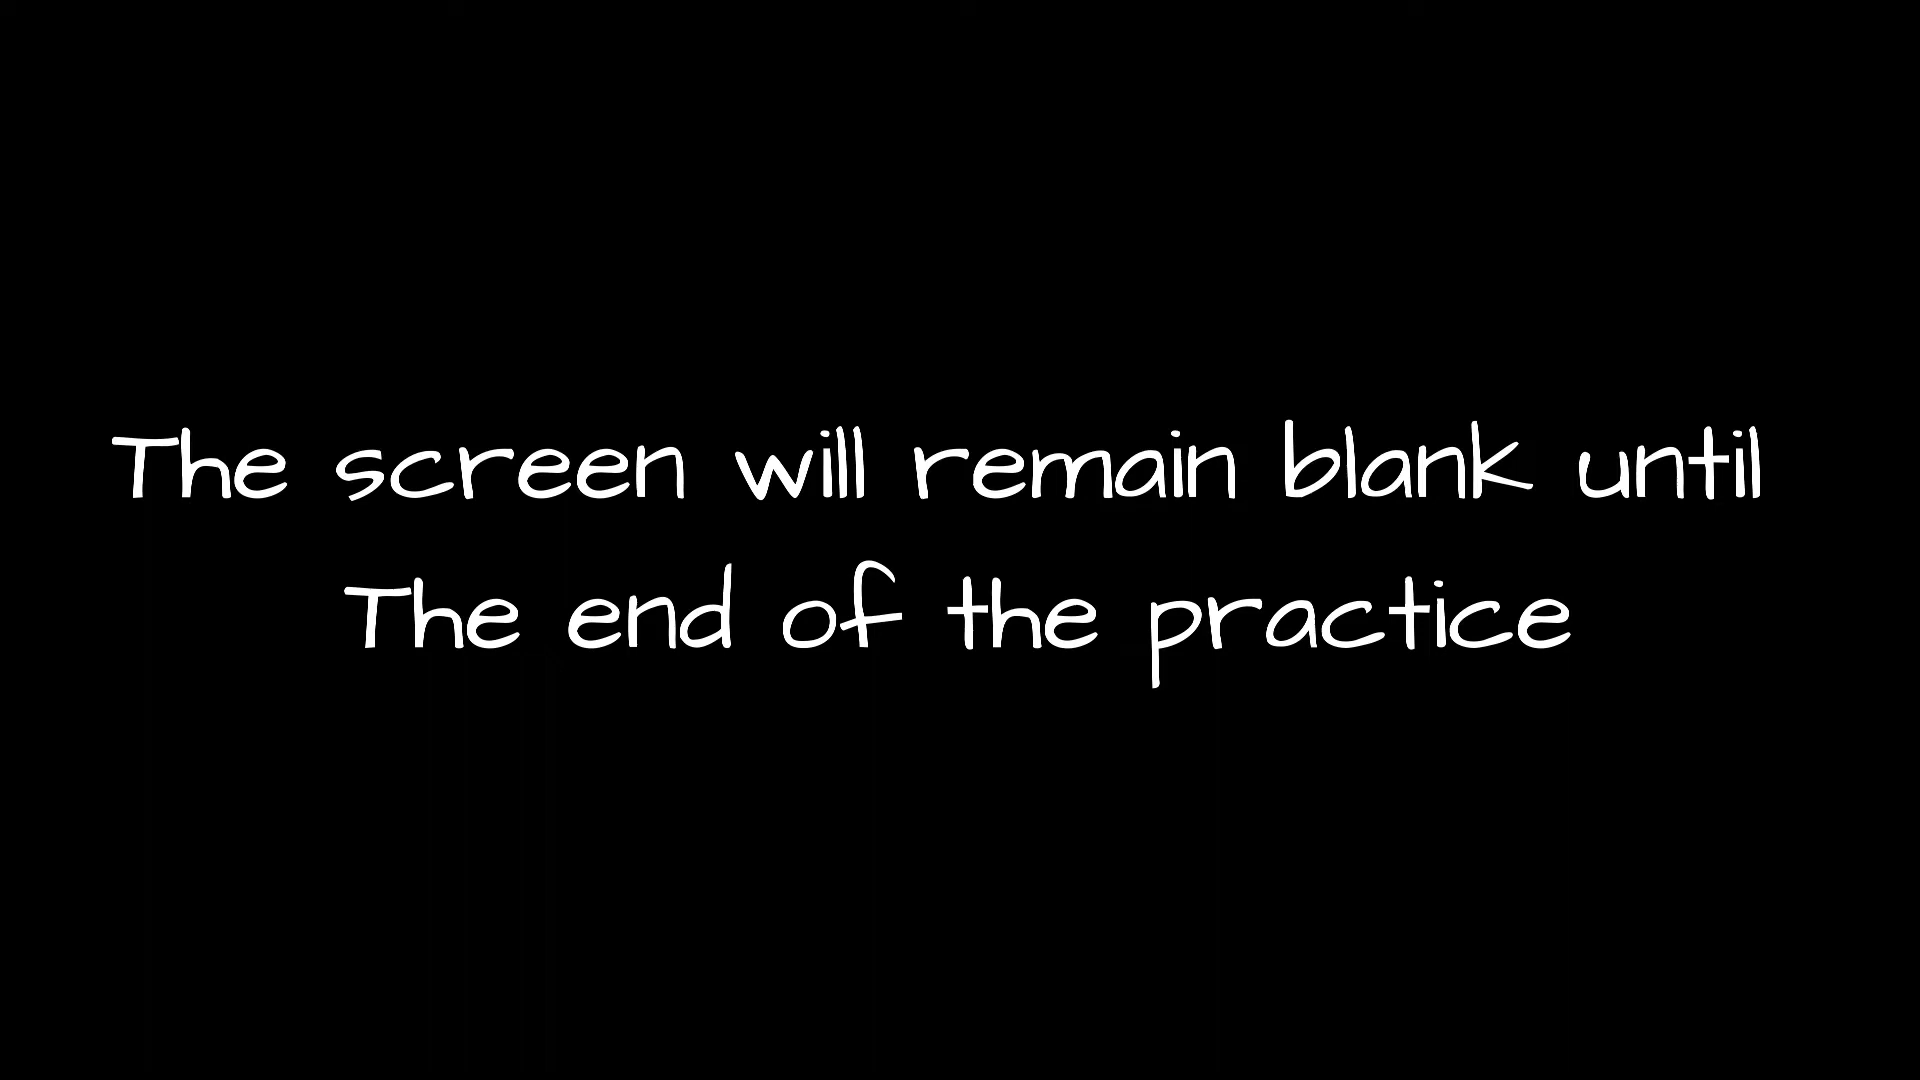 The screen will remain blank until
The end of the practice